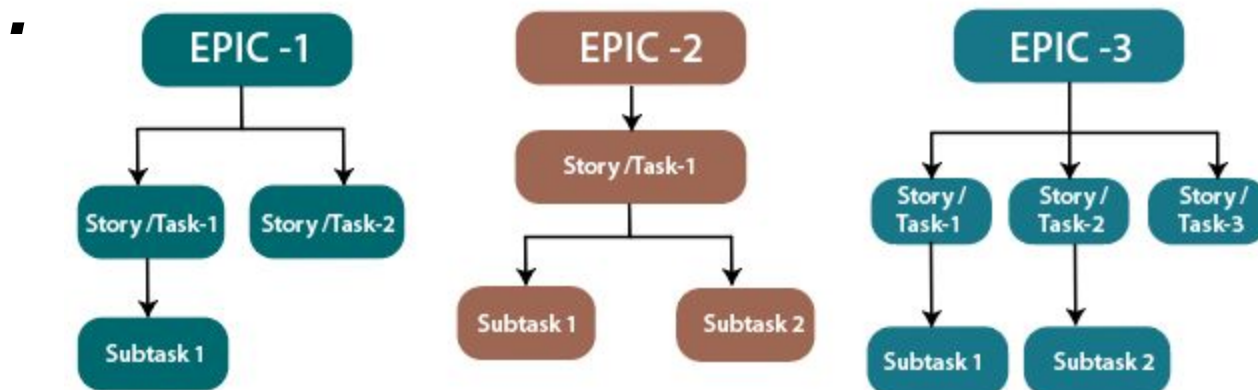 EPIC -1
Story /Task-1
Story /Task-2
Subtask 1
EPIC -2
Story /Task-1
Subtask 1
Subtask 2
EPIC -3
Story /
Task-1
Story /
Task-2
Story /
Task-3
Subtask 1
Subtask 2